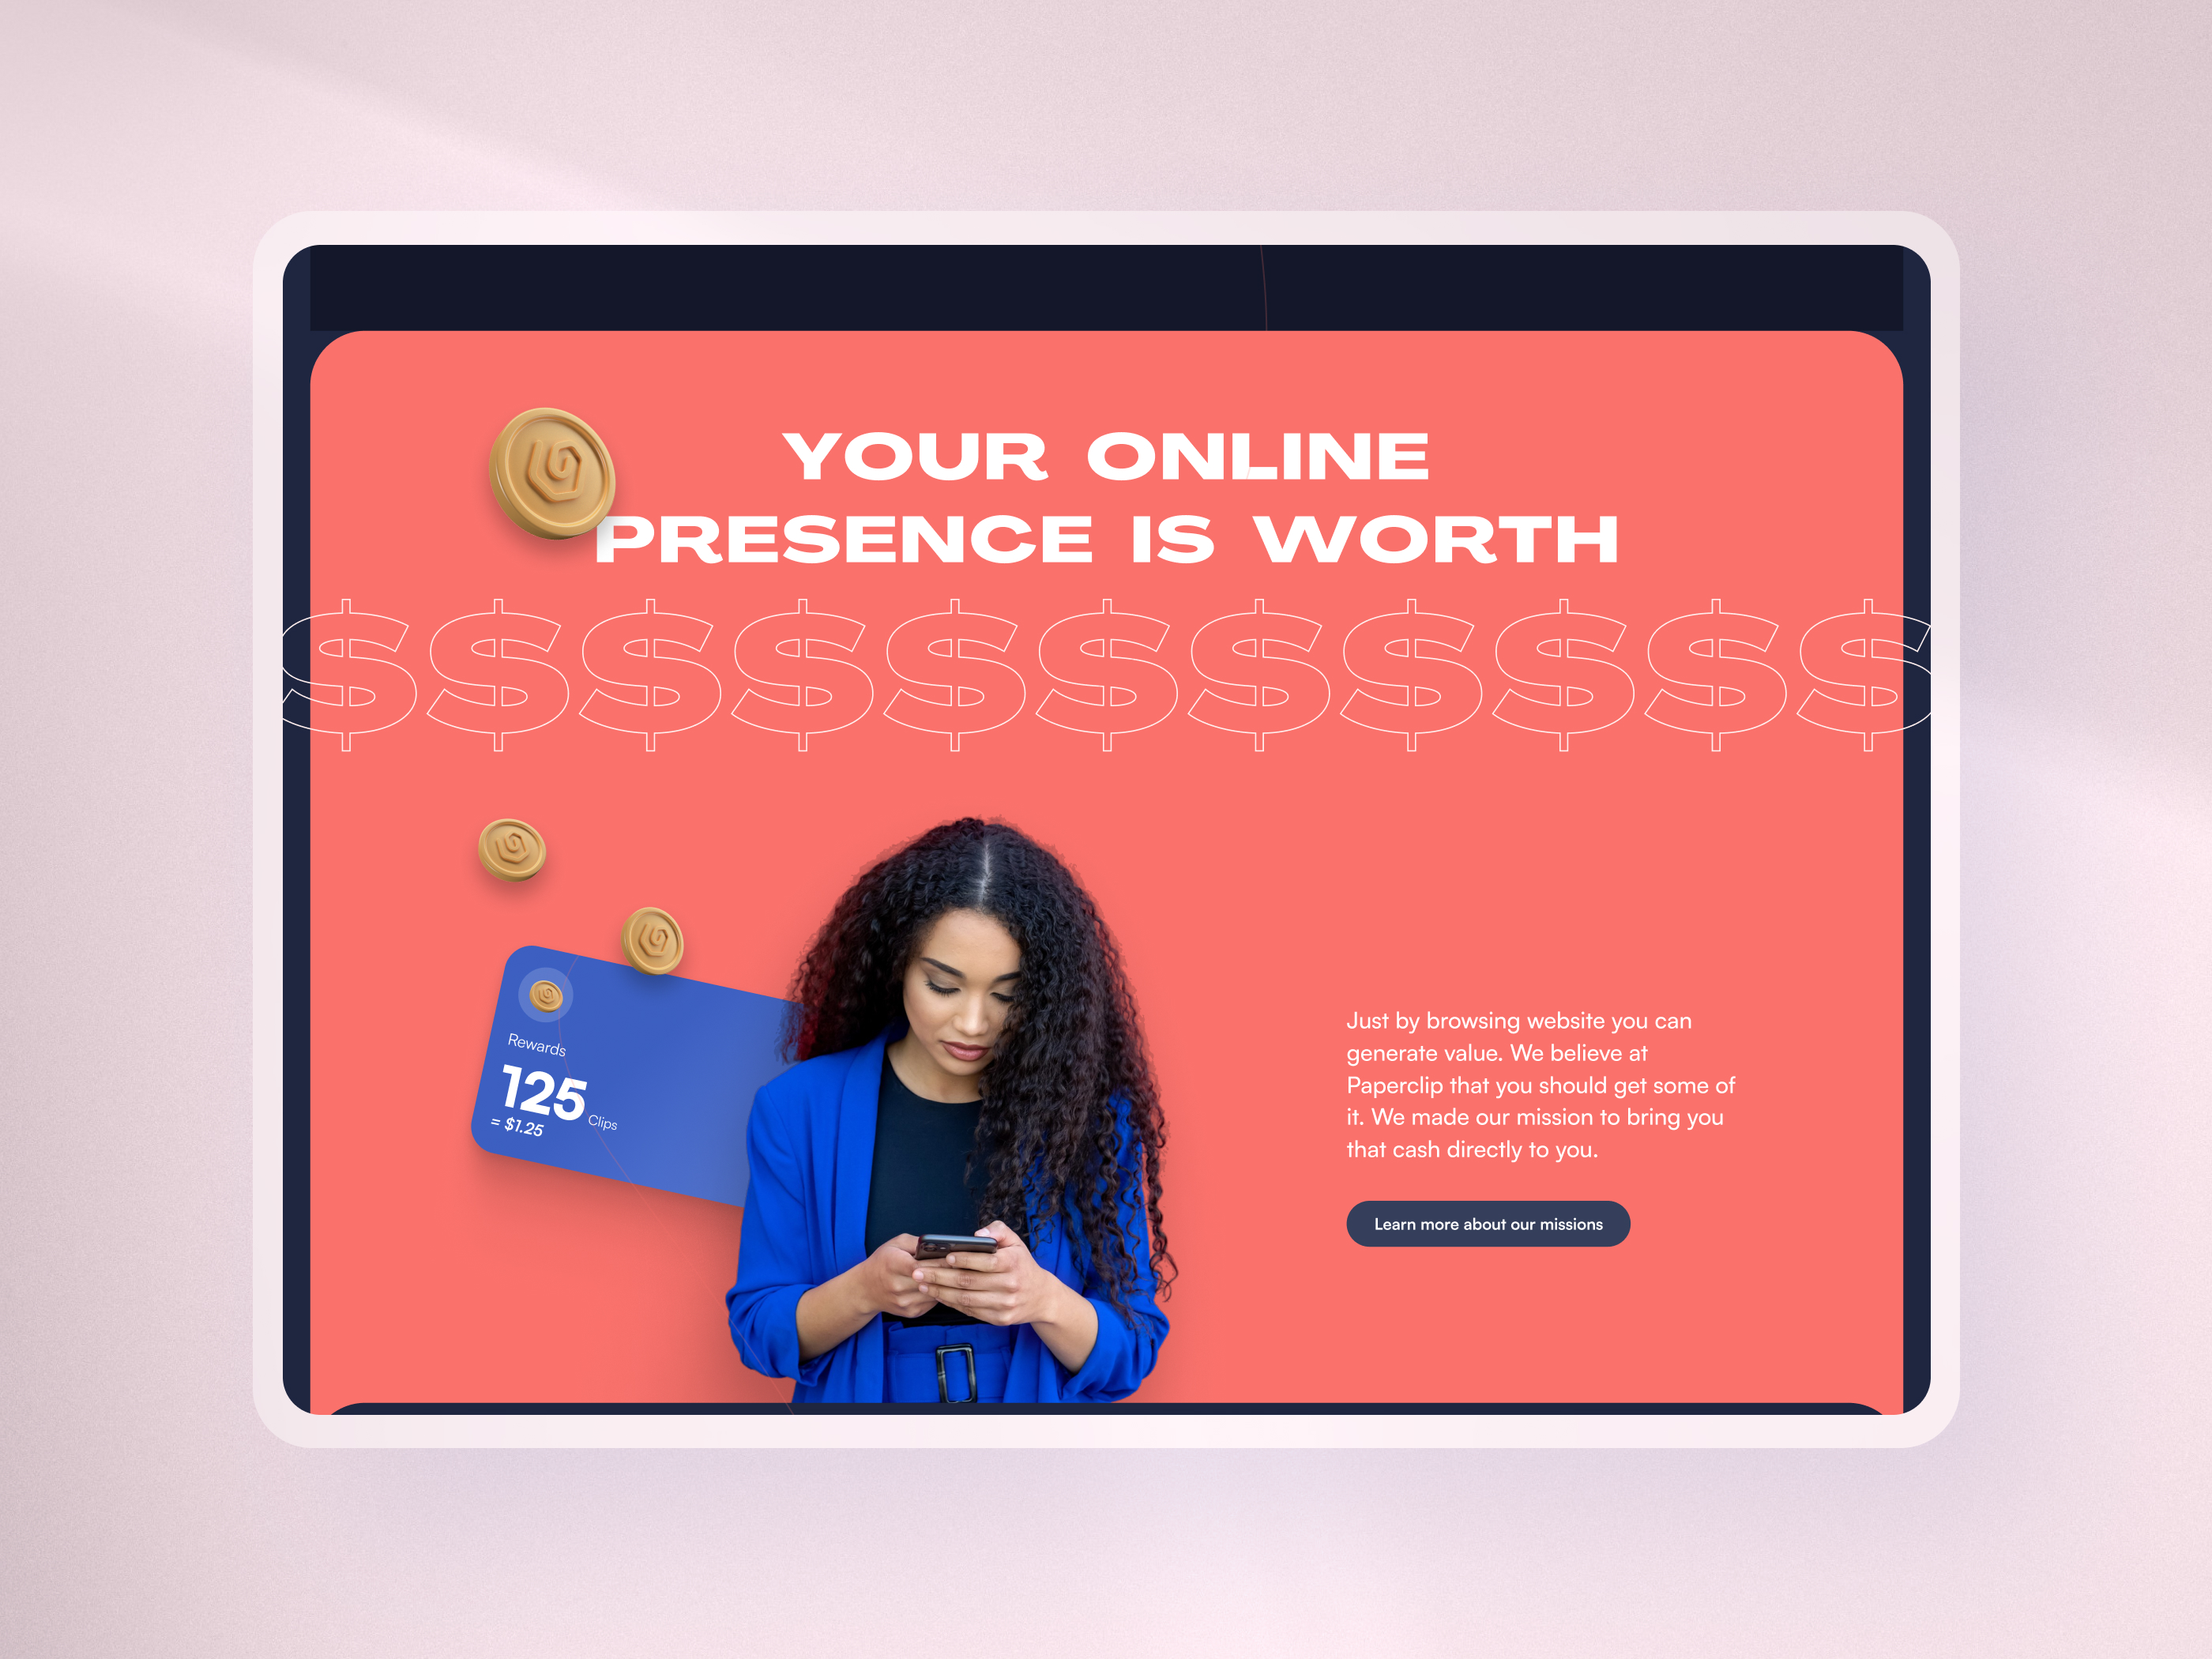 YOUR ONLINE
PRESENCE IS WORTH
$$$$$$$$$$$
Rewards
125 Clips
= $1.25
Just by browsing website you can
generate value. We believe at
Paperclip that you should get some of
it. We made our mission to bring you
that cash directly to you.
Learn more about our missions